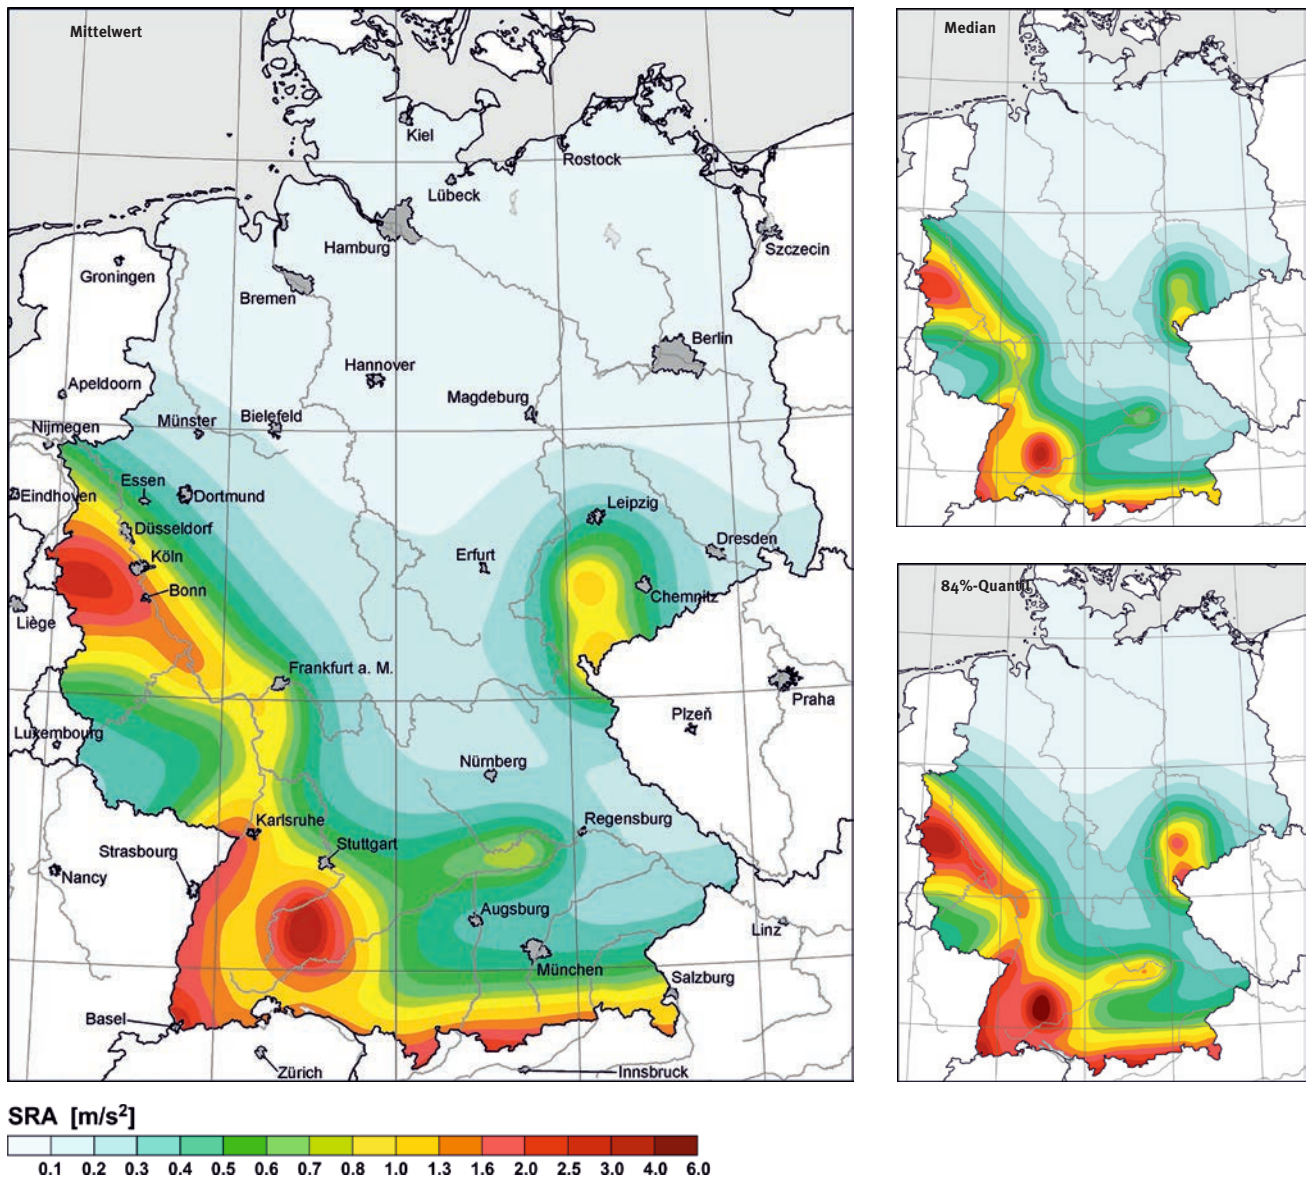 Mittelwert
Kiel
Rostock
Lübeck
Hamburg
Szczecin
Groningen
Bremen
Berlin
Hannover
Apeldoorn
Magdeburg
Münster
Bielefeld
Nijmegen
Essen
Eindhoven
Dortmund
Leipzig
Düsseldorf
Dresden
Köln
Erfurt
Bonn
Chemnitz
Liège
Frankfurt a. M.
Praha
Plzeň
Luxembourg
Nürnberg
Karlsruhe
Regensburg
Stuttgart
Strasbourg
Nancy
Augsburg
Linz
München
Salzburg
Basel
Zürich
Innsbruck
Median
84%-Quantil
SRA [m/s²]
0.1 0.2 0.3 0.4 0.5 0.6 0.7 0.8 1.0 1.3 1.6 2.0 2.5 3.0 4.0 6.0